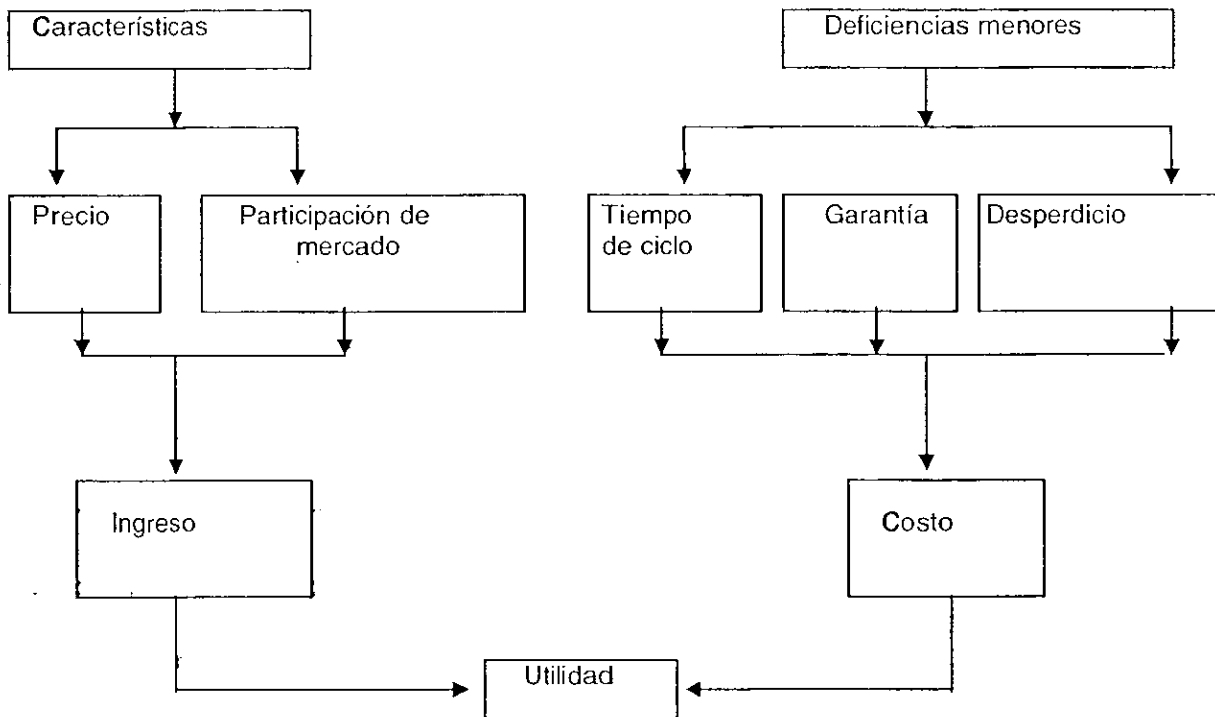 Características
Deficiencias menores
Precio
Participación de
mercado
Tiempo
de ciclo
Garantía
Desperdicio
Ingreso
Costo
Utilidad